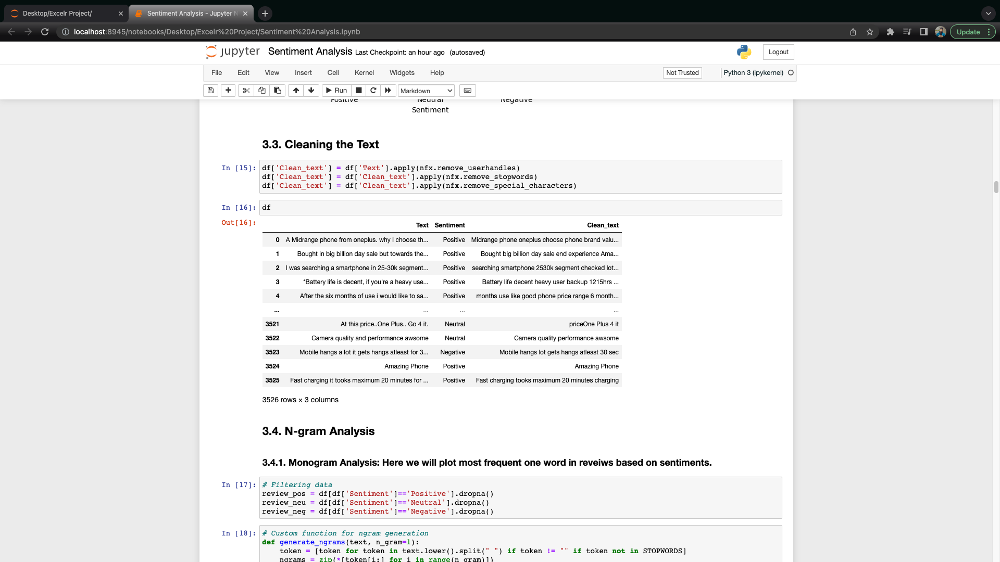 Desktop/Excelr Project/
Sentiment Analysis - Jupyter N
localhost:8945/notebooks/Desktop/Excelr%20Project/Sentiment%20Analysis.ipynb
Update
jupyter Sentiment Analysis Last Checkpoint: an hour ago (autosaved)
Logout
File Edit View Insert Cell Kernel Widgets Help
Not Trusted
Python 3 (ipykernel)
Run
Markdown
Positive Neutral Negative
Sentiment
3.3. Cleaning the Text
In [15]: df['Clean_text'] = df['Text'].apply(nfx.remove_userhandles)
df['Clean_text'] = df['Clean_text'].apply(nfx.remove_stopwords)
df['Clean_text'] = df['Clean_text'].apply(nfx.remove_special_characters)
In [16]: df
Out[16]:
Text Sentiment Clean_text
0 A Midrange phone from oneplus. why I choose th... Positive Midrange phone oneplus choose phone brand valu...
1 Bought in big billion day sale but towards the... Positive Bought big billion day sale end experience Ama...
2 I was searching a smartphone in 25-30k segment... Positive searching smartphone 2530k segment checked lot...
3 *Battery life is decent, if you're a heavy use... Positive Battery life decent heavy user backup 1215hrs ...
4 After the six months of use i would like to sa... Positive months use like good phone price range 6 month...
... ... ... ...
3521 At this price..One Plus.. Go 4 it. Neutral priceOne Plus 4 it
3522 Camera quality and performance awsome Neutral Camera quality performance awsome
3523 Mobile hangs a lot it gets hangs atleast for 3... Negative Mobile hangs lot gets hangs atleast 30 sec
3524 Amazing Phone Positive Amazing Phone
3525 Fast charging it tooks maximum 20 minutes for ... Positive Fast charging tooks maximum 20 minutes charging
3526 rows × 3 columns
3.4. N-gram Analysis
3.4.1. Monogram Analysis: Here we will plot most frequent one word in reveiws based on sentiments.
In [17]: # Filtering data
review_pos = df[df['Sentiment']=='Positive'].dropna()
review_neu = df[df['Sentiment']=='Neutral'].dropna()
review_neg = df[df['Sentiment']=='Negative'].dropna()
In [18]: # Custom function for ngram generation
def generate_ngrams(text, n_gram=1):
token = [token for token in text.lower().split(" ") if token != "" if token not in STOPWORDS]
ngrams = zip(*[token[i:] for i in range(n_gram)])